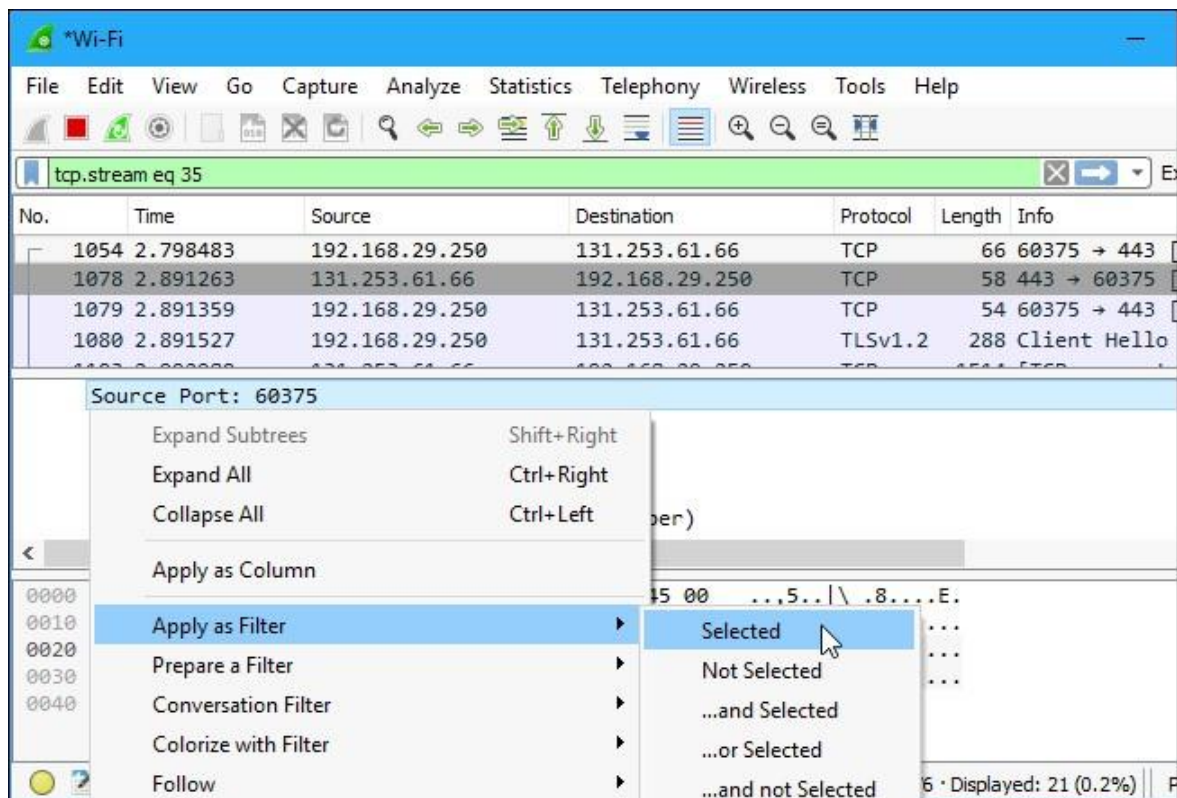 *Wi-Fi
File Edit View Go Capture Analyze Statistics Telephony Wireless Tools Help
tcp.stream eq 35
No. Time Source Destination Protocol Length Info
1054 2.798483 192.168.29.250 131.253.61.66 TCP 66 60375 → 443 [
1078 2.891263 131.253.61.66 192.168.29.250 TCP 58 443 → 60375 [
1079 2.891359 192.168.29.250 131.253.61.66 TCP 54 60375 → 443 [
1080 2.891527 192.168.29.250 131.253.61.66 TLSv1.2 288 Client Hello
Source Port: 60375
Expand Subtrees Shift+Right
Expand All Ctrl+Right
Collapse All Ctrl+Left
ber)
Apply as Column
0000 45 00 ..,5..|\ .8....E.
0010 Apply as Filter Selected ...
0020 ...
Prepare a Filter Not Selected
0030 ...
0040 Conversation Filter ...and Selected
Colorize with Filter ...or Selected
Follow ...and not Selected 6 · Displayed: 21 (0.2%)